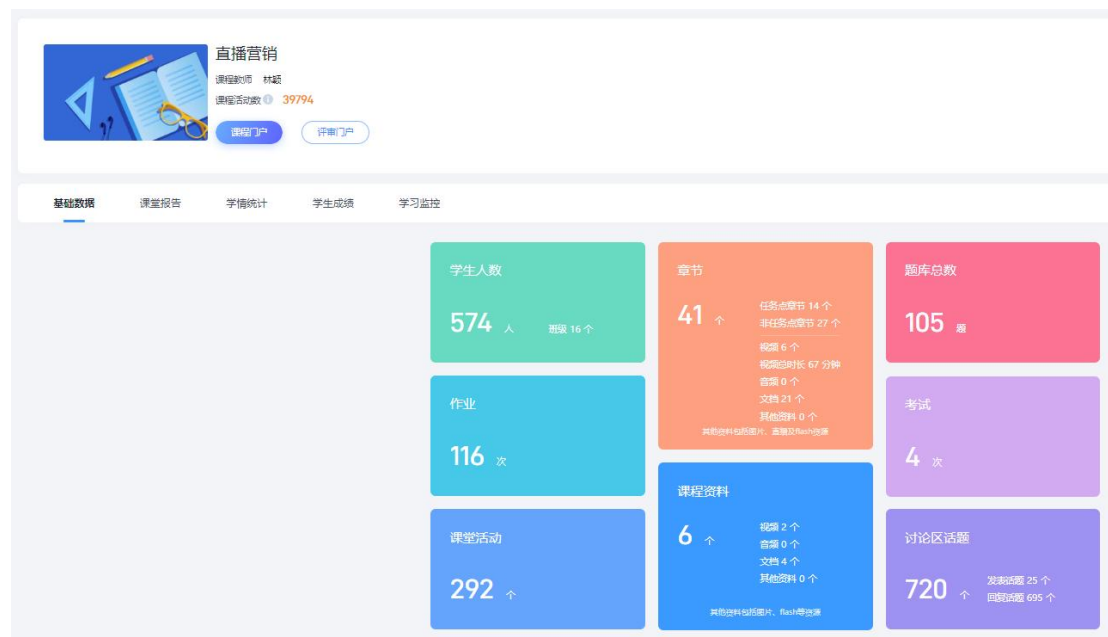 直播营销
课程教师 林颖
课程活动数 39794
课程门户
评审门户
基础数据
课堂报告
学情统计
学生成绩
学习监控
学生人数
574 人 班级 16 个
章节
41 个
任务点章节 14 个
非任务点章节 27 个
视频 6 个
视频总时长 67 分钟
音频 0 个
文档 21 个
其他资料 0 个
其他资料包括图片、直播及flash资源
题库总数
105 题
作业
116 次
考试
4 次
课程资料
6 个
视频 2 个
音频 0 个
文档 4 个
其他资料 0 个
其他资料包括图片、flash等资源
课堂活动
292 个
讨论区话题
720 个
发表话题 25 个
回复话题 695 个